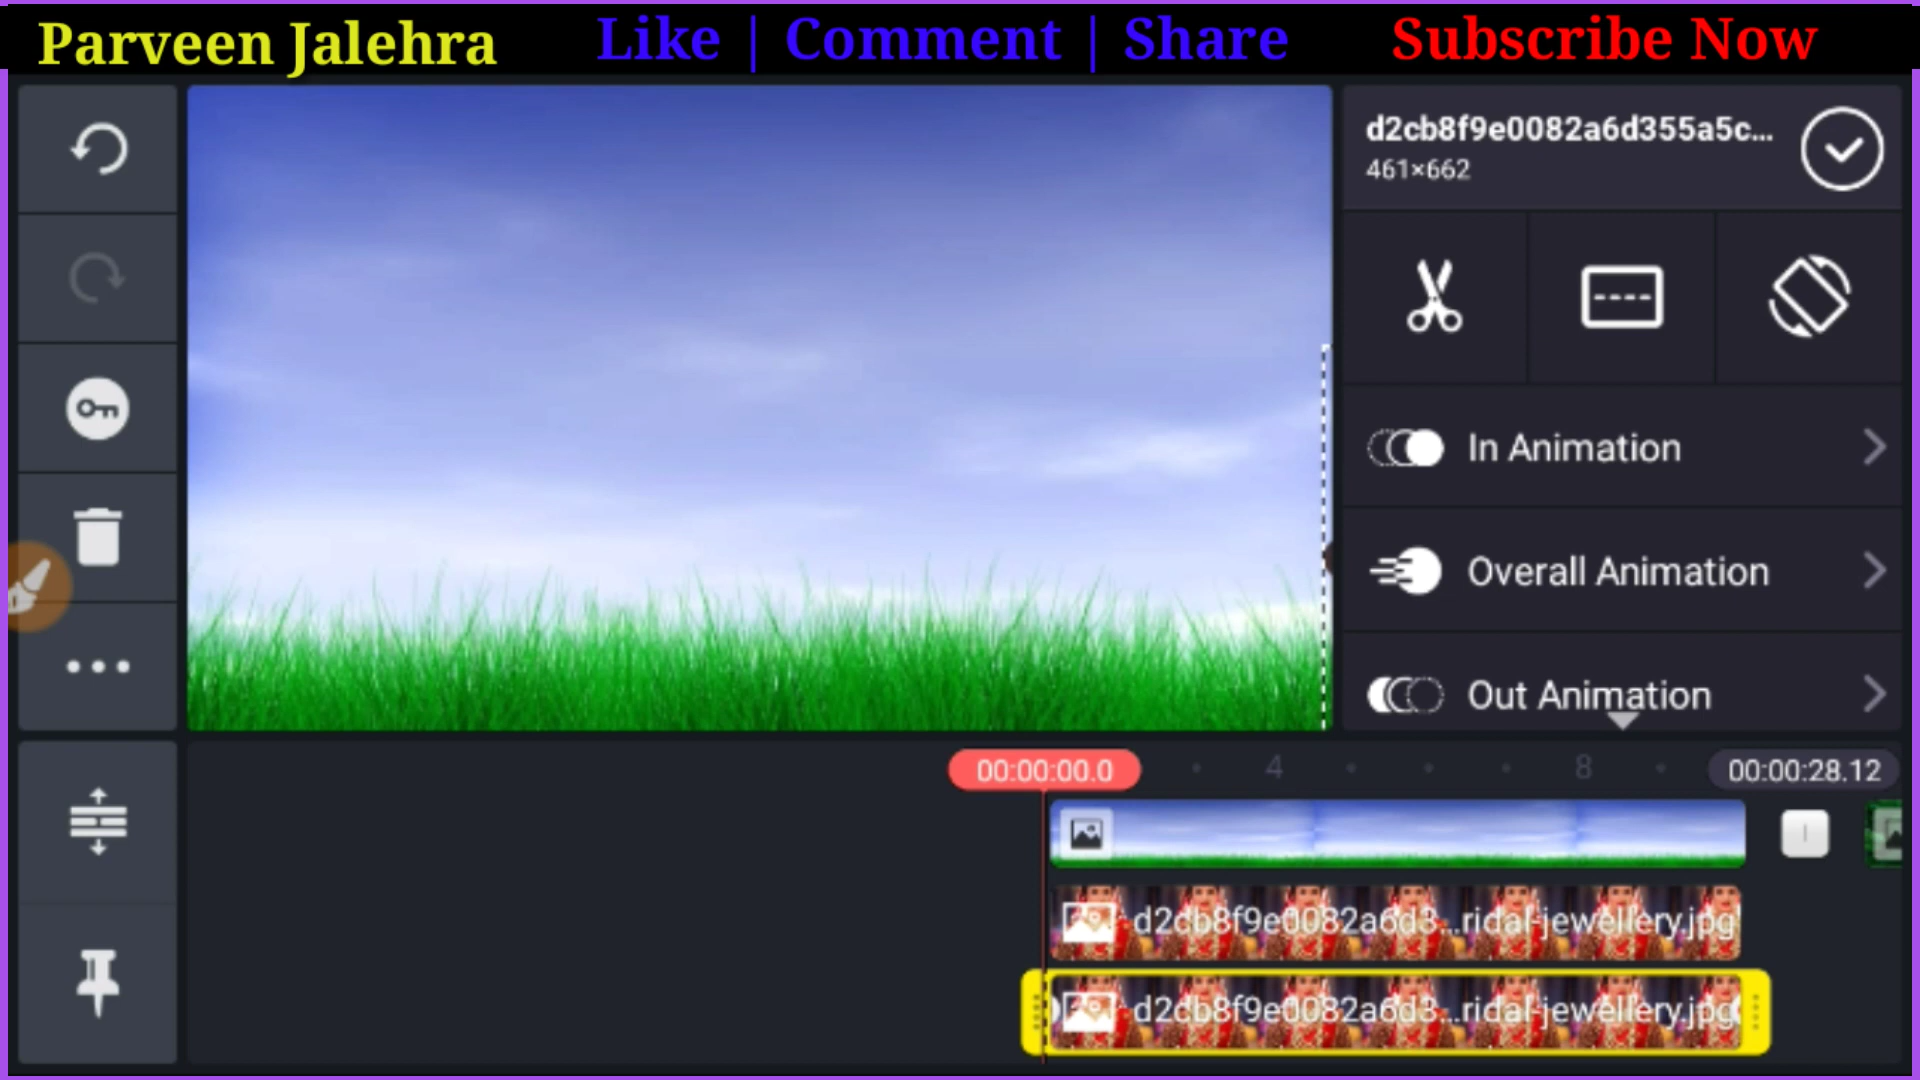 Parveen Jalehra Like | Comment | Share Subscribe Now
d2cb8f9e0082a6d355a5c...
461×662
In Animation
Overall Animation
Out Animation
00:00:00.0 4 8 00:00:28.12
d2cb8f9e0082a6d3...ridal-jewellery.jpg
d2cb8f9e0082a6d3...ridal-jewellery.jpg